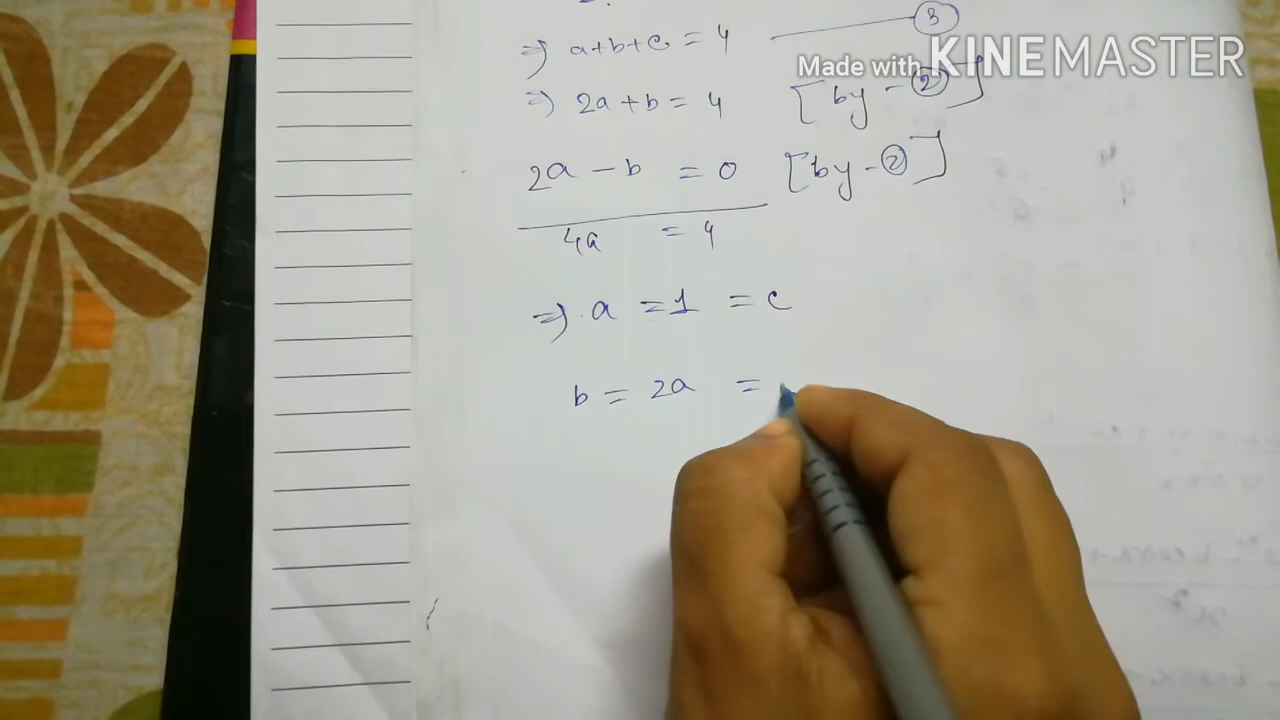 ⇒ a+b+c = 4 ③
Made with KINEMASTER
⇒ 2a+b = 4 [by-②]
2a - b = 0 [by-②]
4a = 4
⇒ a = 1 = c
b = 2a =